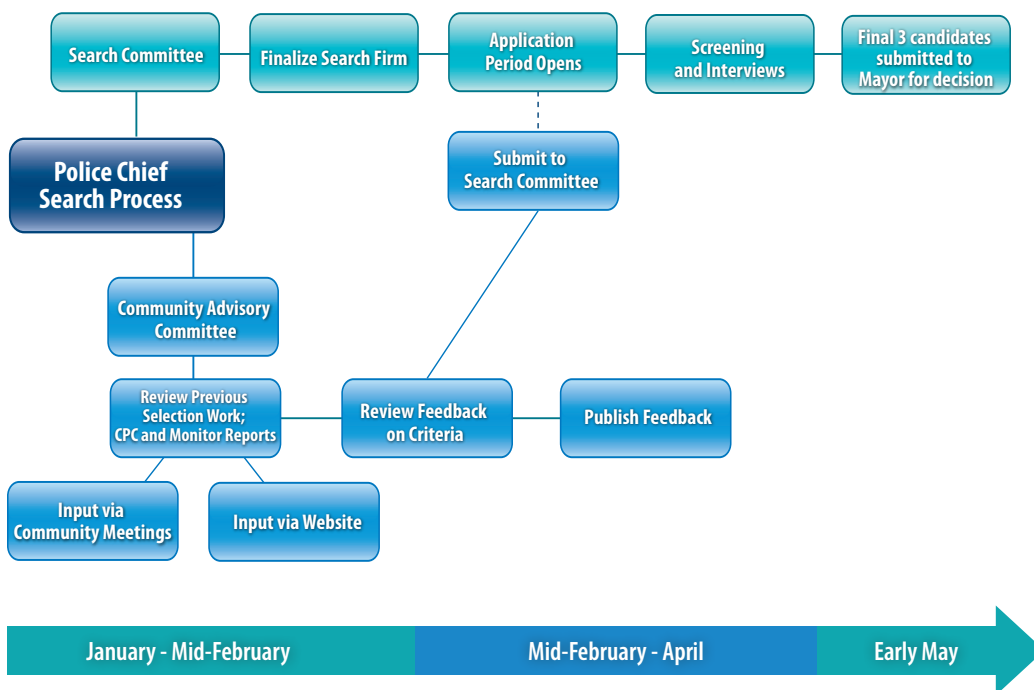 Search Committee
Finalize Search Firm
Application
Period Opens
Screening
and Interviews
Final 3 candidates
submitted to
Mayor for decision
Police Chief
Search Process
Submit to
Search Committee
Community Advisory
Committee
Review Previous
Selection Work;
CPC and Monitor Reports
Review Feedback
on Criteria
Publish Feedback
Input via
Community Meetings
Input via Website
January - Mid-February
Mid-February - April
Early May